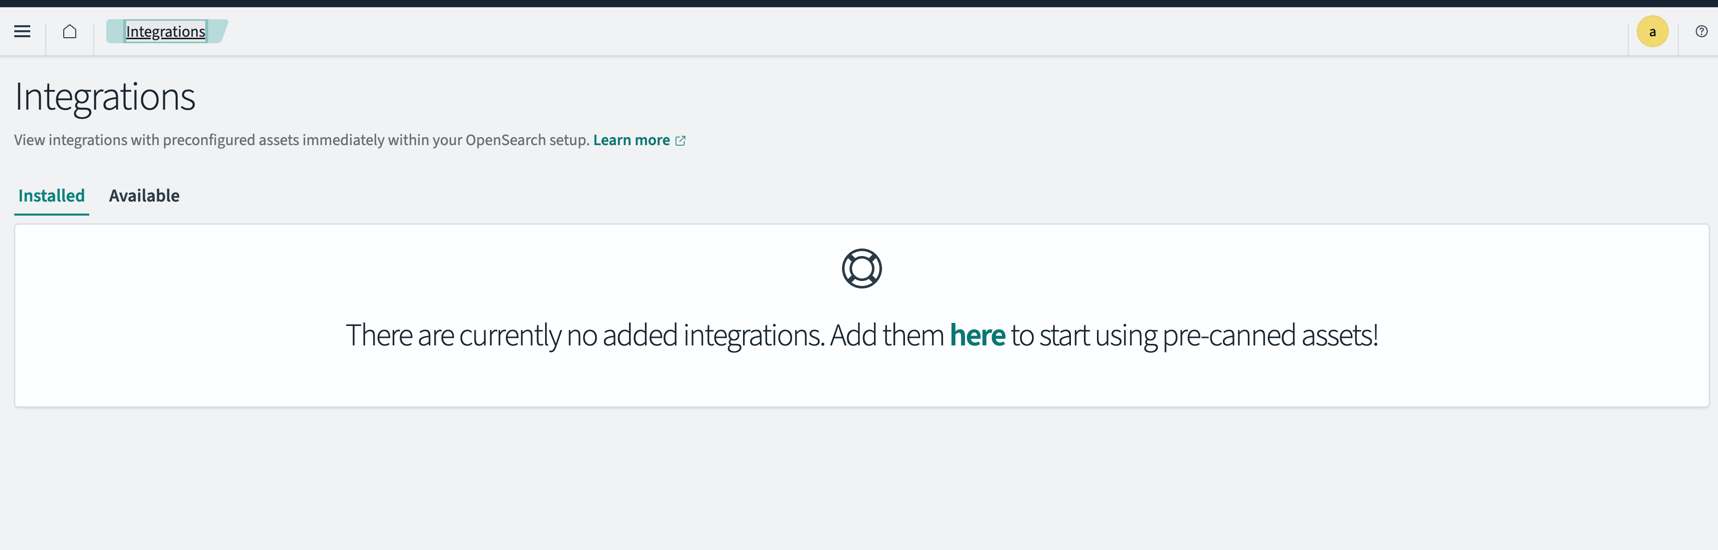 Integrations
a
Integrations
View integrations with preconfigured assets immediately within your OpenSearch setup. Learn more
Installed Available
There are currently no added integrations. Add them here to start using pre-canned assets!